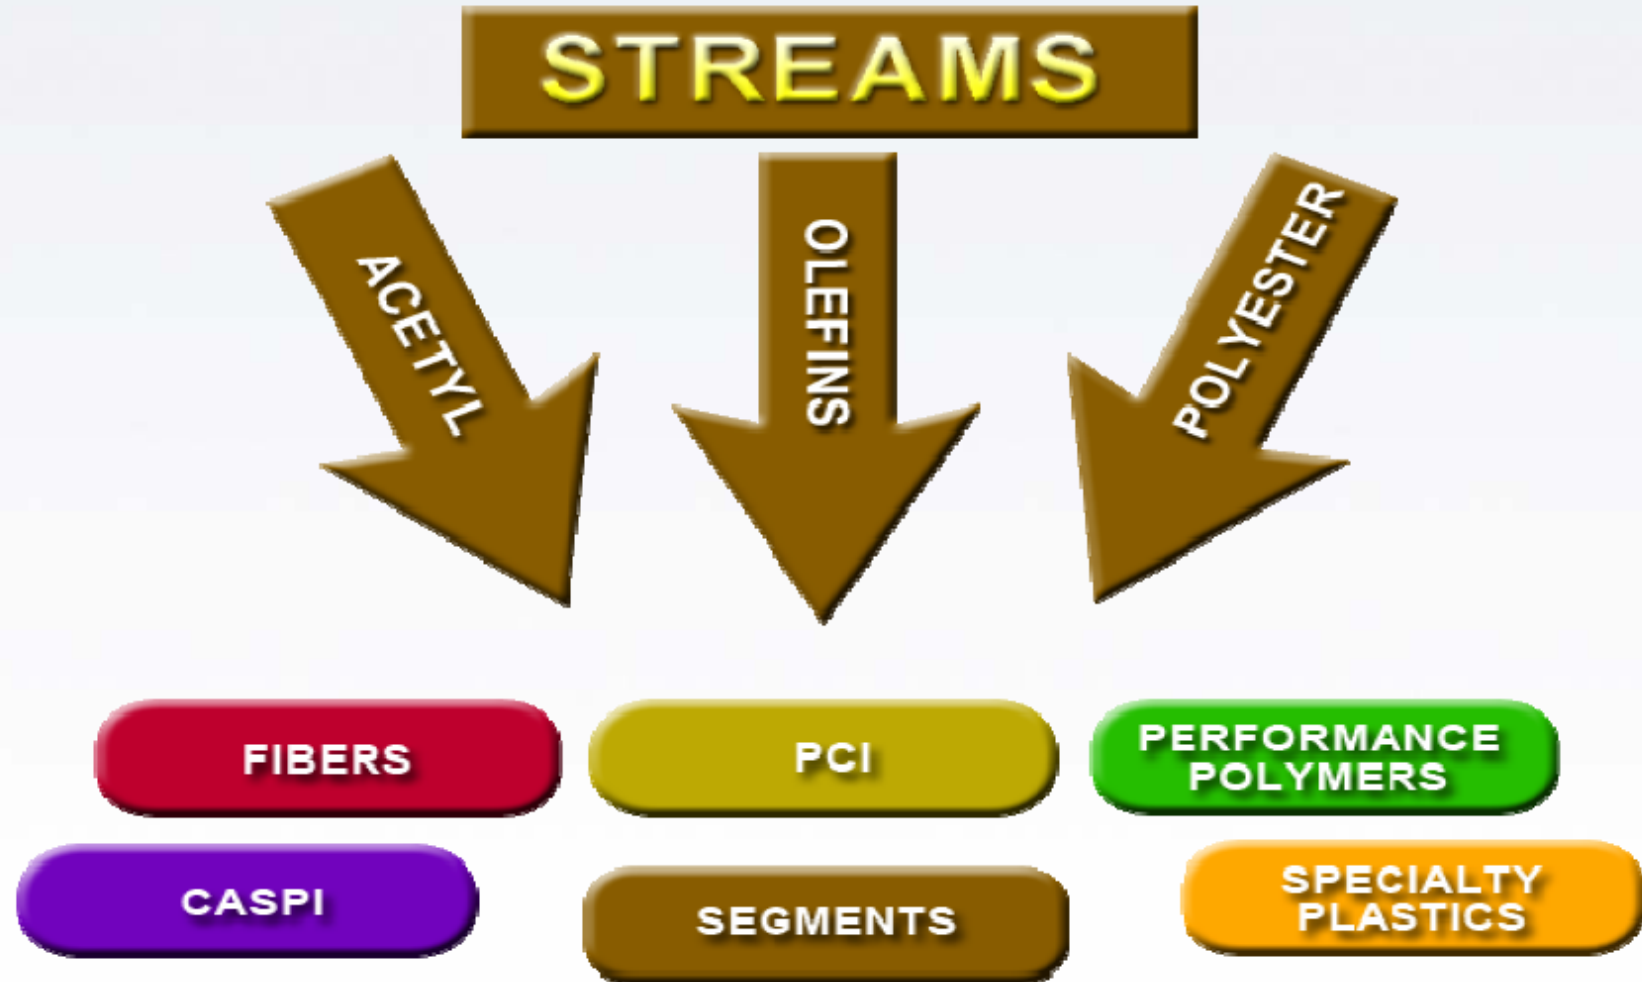 STREAMS
ACETYL
OLEFINS
POLYESTER
FIBERS
PCI
PERFORMANCE
POLYMERS
CASPI
SEGMENTS
SPECIALTY
PLASTICS